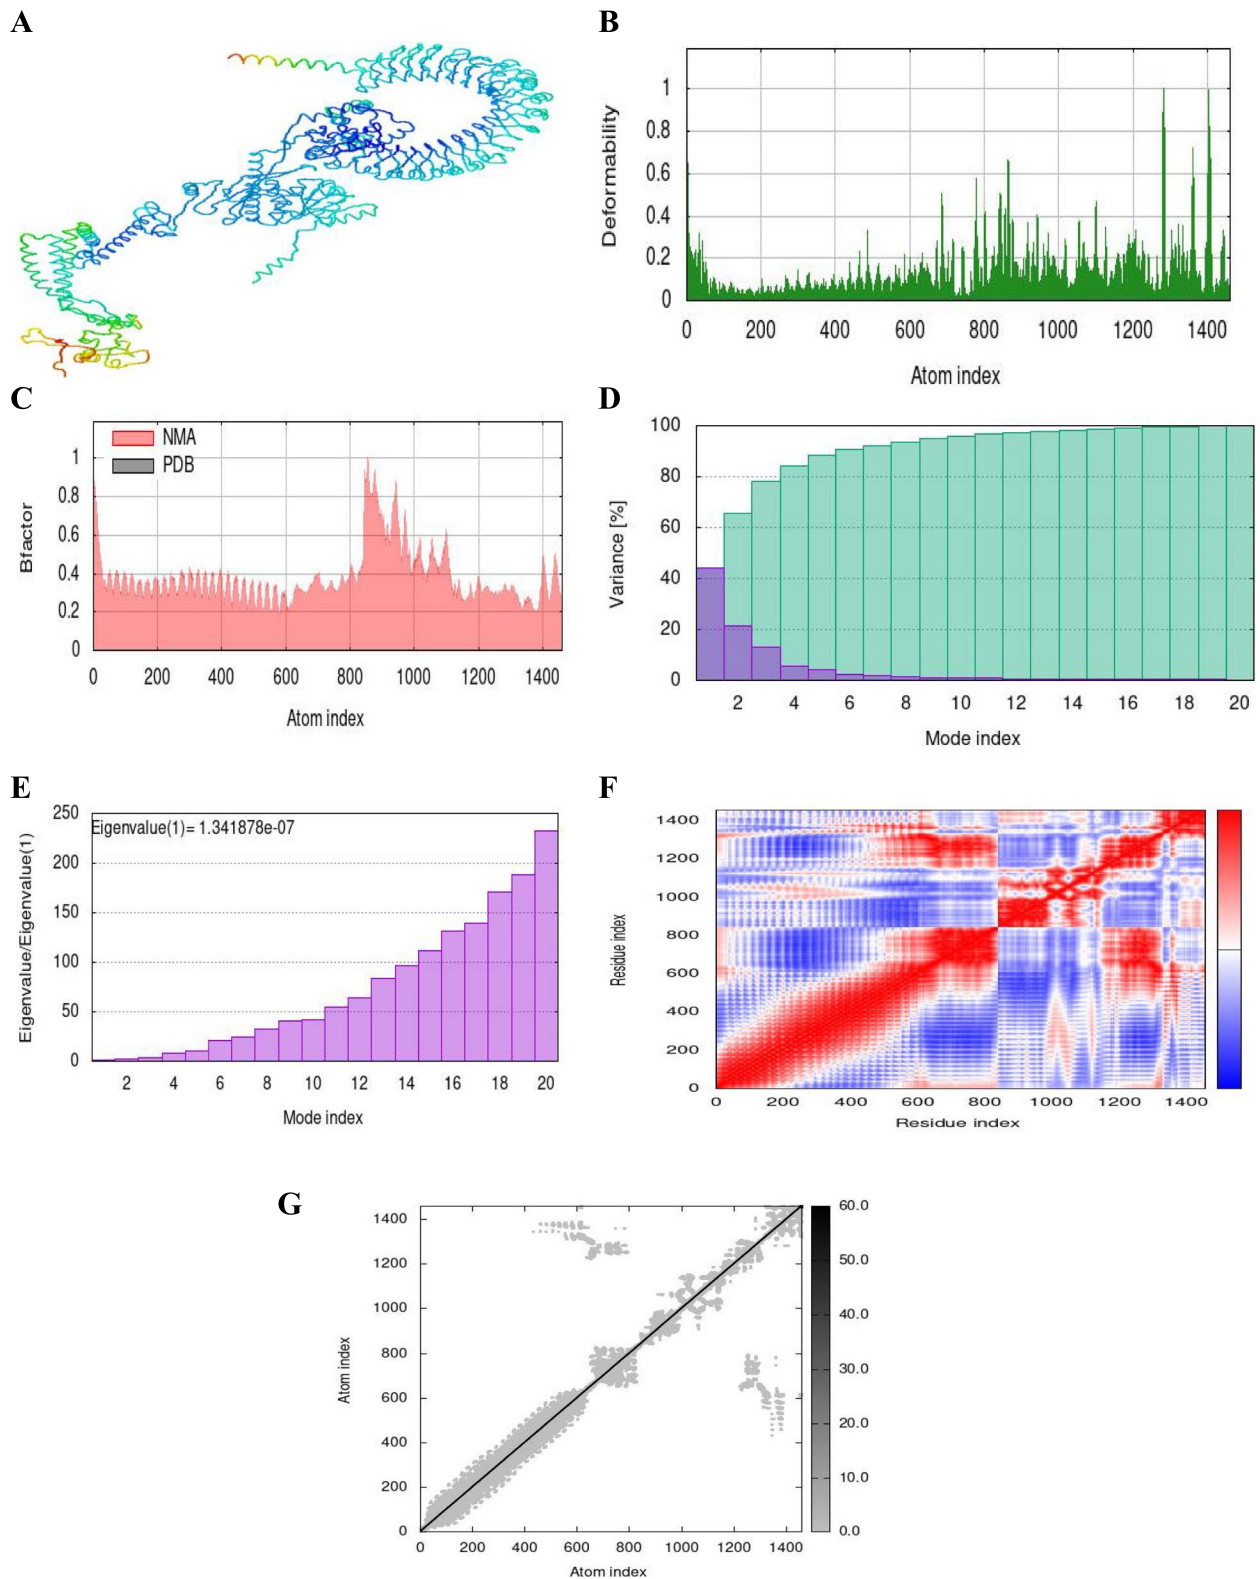 A
B
1
0.8
0.6
0.4
0.2
0
Deformability
0 200 400 600 800 1000 1200 1400
Atom index
C
NMA
PDB
1
0.8
0.6
0.4
0.2
0
Bfactor
0 200 400 600 800 1000 1200 1400
Atom index
D
100
80
60
40
20
0
Variance [%]
2 4 6 8 10 12 14 16 18 20
Mode index
E
Eigenvalue(1)= 1.341878e-07
250
200
150
100
50
0
Eigenvalue/Eigenvalue(1)
2 4 6 8 10 12 14 16 18 20
Mode index
F
1400
1200
1000
800
600
400
200
0
Residue index
0 200 400 600 800 1000 1200 1400
Residue index
G
1400
1200
1000
800
600
400
200
0
Atom index
0 200 400 600 800 1000 1200 1400
Atom index
60.0
50.0
40.0
30.0
20.0
10.0
0.0